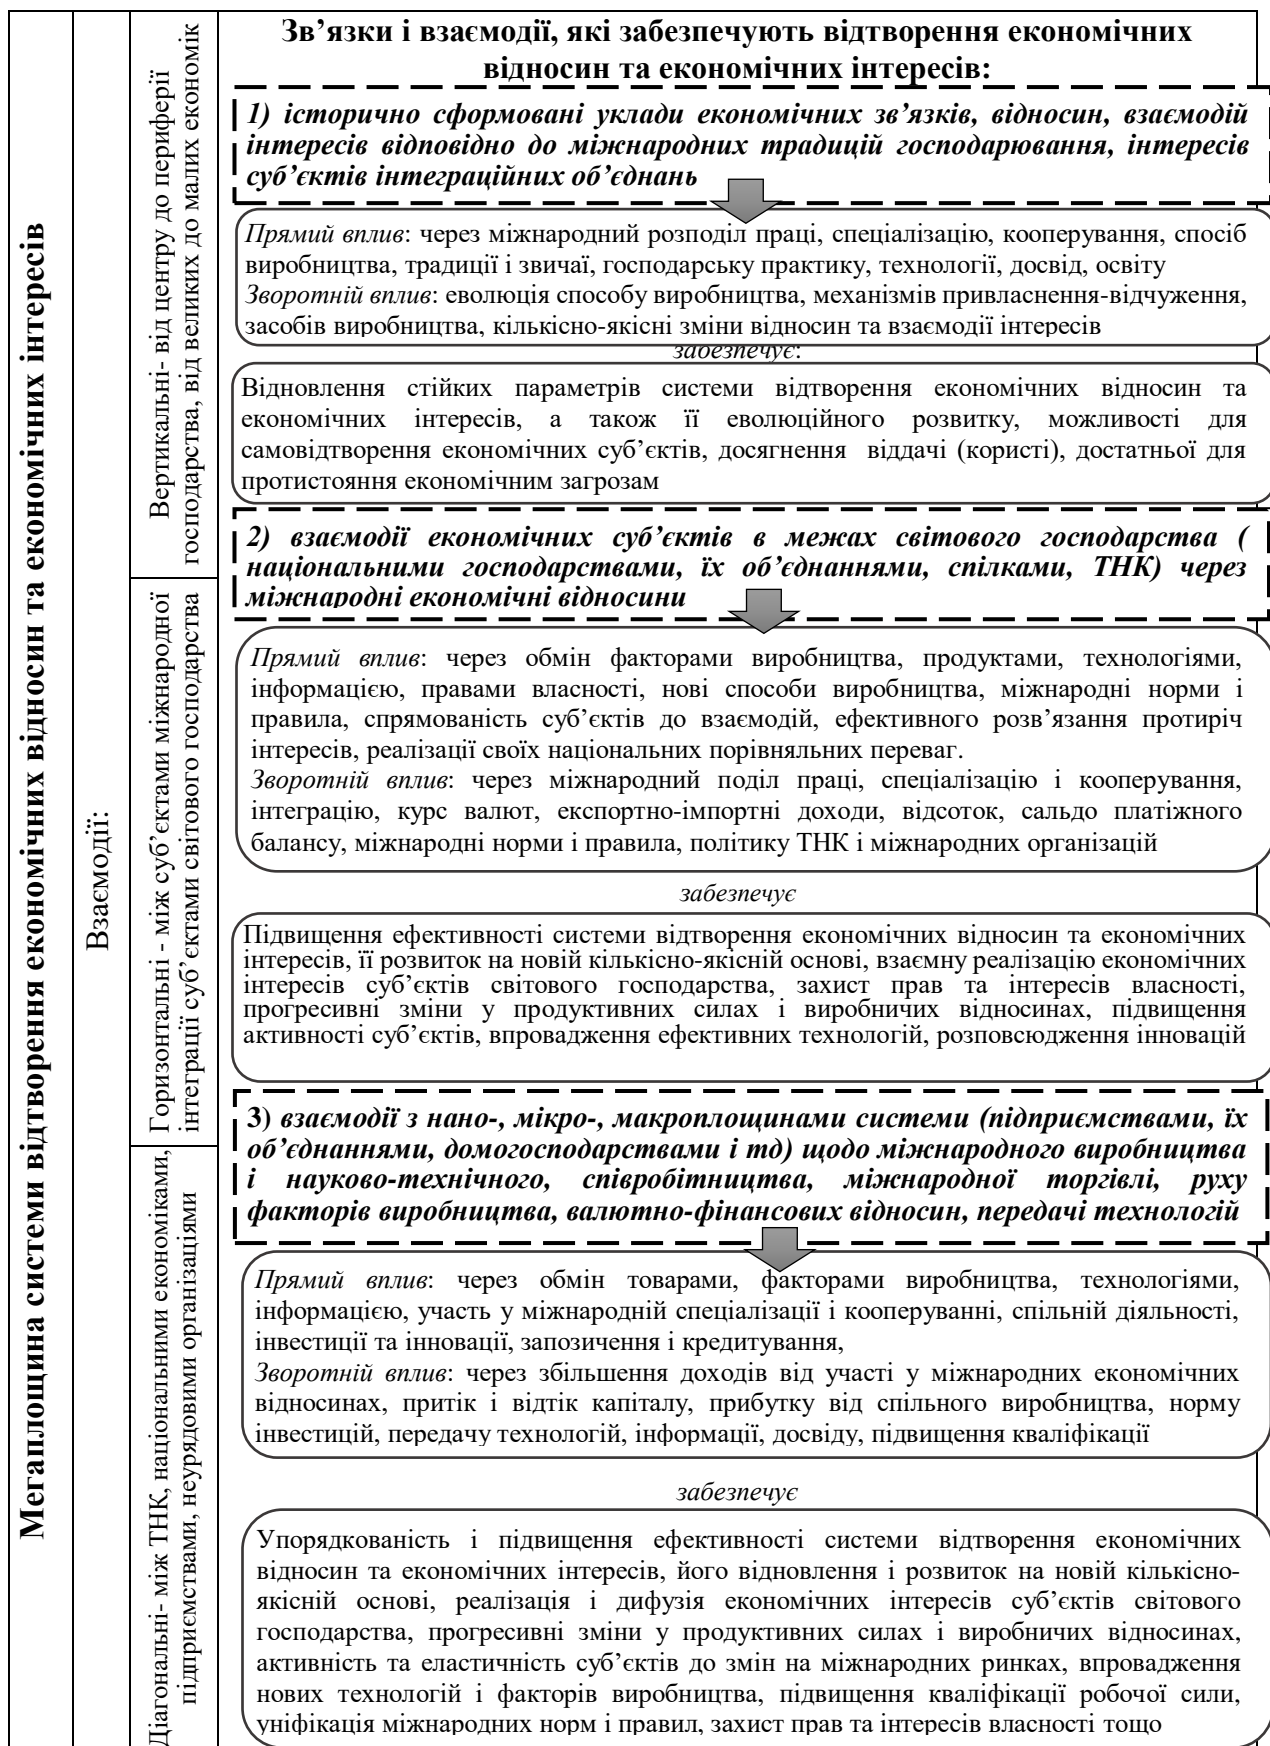 Мегаплощина системи відтворення економічних відносин та економічних інтересів
Взаємодії:
Вертикальні- від центру до периферії
господарства, від великих до малих економік
Горизонтальні - між суб’єктами міжнародної
інтеграції суб’єктами світового господарства
Діагональні- між ТНК, національними економіками,
підприємствами, неурядовими організаціями
Зв’язки і взаємодії, які забезпечують відтворення економічних
відносин та економічних інтересів:
1) історично сформовані уклади економічних зв’язків, відносин, взаємодій
інтересів відповідно до міжнародних традицій господарювання, інтересів
суб’єктів інтеграційних об’єднань
Прямий вплив: через міжнародний розподіл праці, спеціалізацію, кооперування, спосіб
виробництва, традиції і звичаї, господарську практику, технології, досвід, освіту
Зворотній вплив: еволюція способу виробництва, механізмів привласнення-відчуження,
засобів виробництва, кількісно-якісні зміни відносин та взаємодії інтересів
забезпечує:
Відновлення стійких параметрів системи відтворення економічних відносин та
економічних інтересів, а також її еволюційного розвитку, можливості для
самовідтворення економічних суб’єктів, досягнення віддачі (користі), достатньої для
протистояння економічним загрозам
2) взаємодії економічних суб’єктів в межах світового господарства (
національними господарствами, їх об’єднаннями, спілками, ТНК) через
міжнародні економічні відносини
Прямий вплив: через обмін факторами виробництва, продуктами, технологіями,
інформацією, правами власності, нові способи виробництва, міжнародні норми і
правила, спрямованість суб’єктів до взаємодій, ефективного розв’язання протиріч
інтересів, реалізації своїх національних порівняльних переваг.
Зворотній вплив: через міжнародний поділ праці, спеціалізацію і кооперування,
інтеграцію, курс валют, експортно-імпортні доходи, відсоток, сальдо платіжного
балансу, міжнародні норми і правила, політику ТНК і міжнародних організацій
забезпечує
Підвищення ефективності системи відтворення економічних відносин та економічних
інтересів, її розвиток на новій кількісно-якісній основі, взаємну реалізацію економічних
інтересів суб’єктів світового господарства, захист прав та інтересів власності,
прогресивні зміни у продуктивних силах і виробничих відносинах, підвищення
активності суб’єктів, впровадження ефективних технологій, розповсюдження інновацій
3) взаємодії з нано-, мікро-, макроплощинами системи (підприємствами, їх
об’єднаннями, домогосподарствами і тд) щодо міжнародного виробництва
і науково-технічного, співробітництва, міжнародної торгівлі, руху
факторів виробництва, валютно-фінансових відносин, передачі технологій
Прямий вплив: через обмін товарами, факторами виробництва, технологіями,
інформацією, участь у міжнародній спеціалізації і кооперуванні, спільній діяльності,
інвестиції та інновації, запозичення і кредитування,
Зворотній вплив: через збільшення доходів від участі у міжнародних економічних
відносинах, притік і відтік капіталу, прибутку від спільного виробництва, норму
інвестицій, передачу технологій, інформації, досвіду, підвищення кваліфікації
забезпечує
Упорядкованість і підвищення ефективності системи відтворення економічних
відносин та економічних інтересів, його відновлення і розвиток на новій кількісно-
якісній основі, реалізація і дифузія економічних інтересів суб’єктів світового
господарства, прогресивні зміни у продуктивних силах і виробничих відносинах,
активність та еластичність суб’єктів до змін на міжнародних ринках, впровадження
нових технологій і факторів виробництва, підвищення кваліфікації робочої сили,
уніфікація міжнародних норм і правил, захист прав та інтересів власності тощо